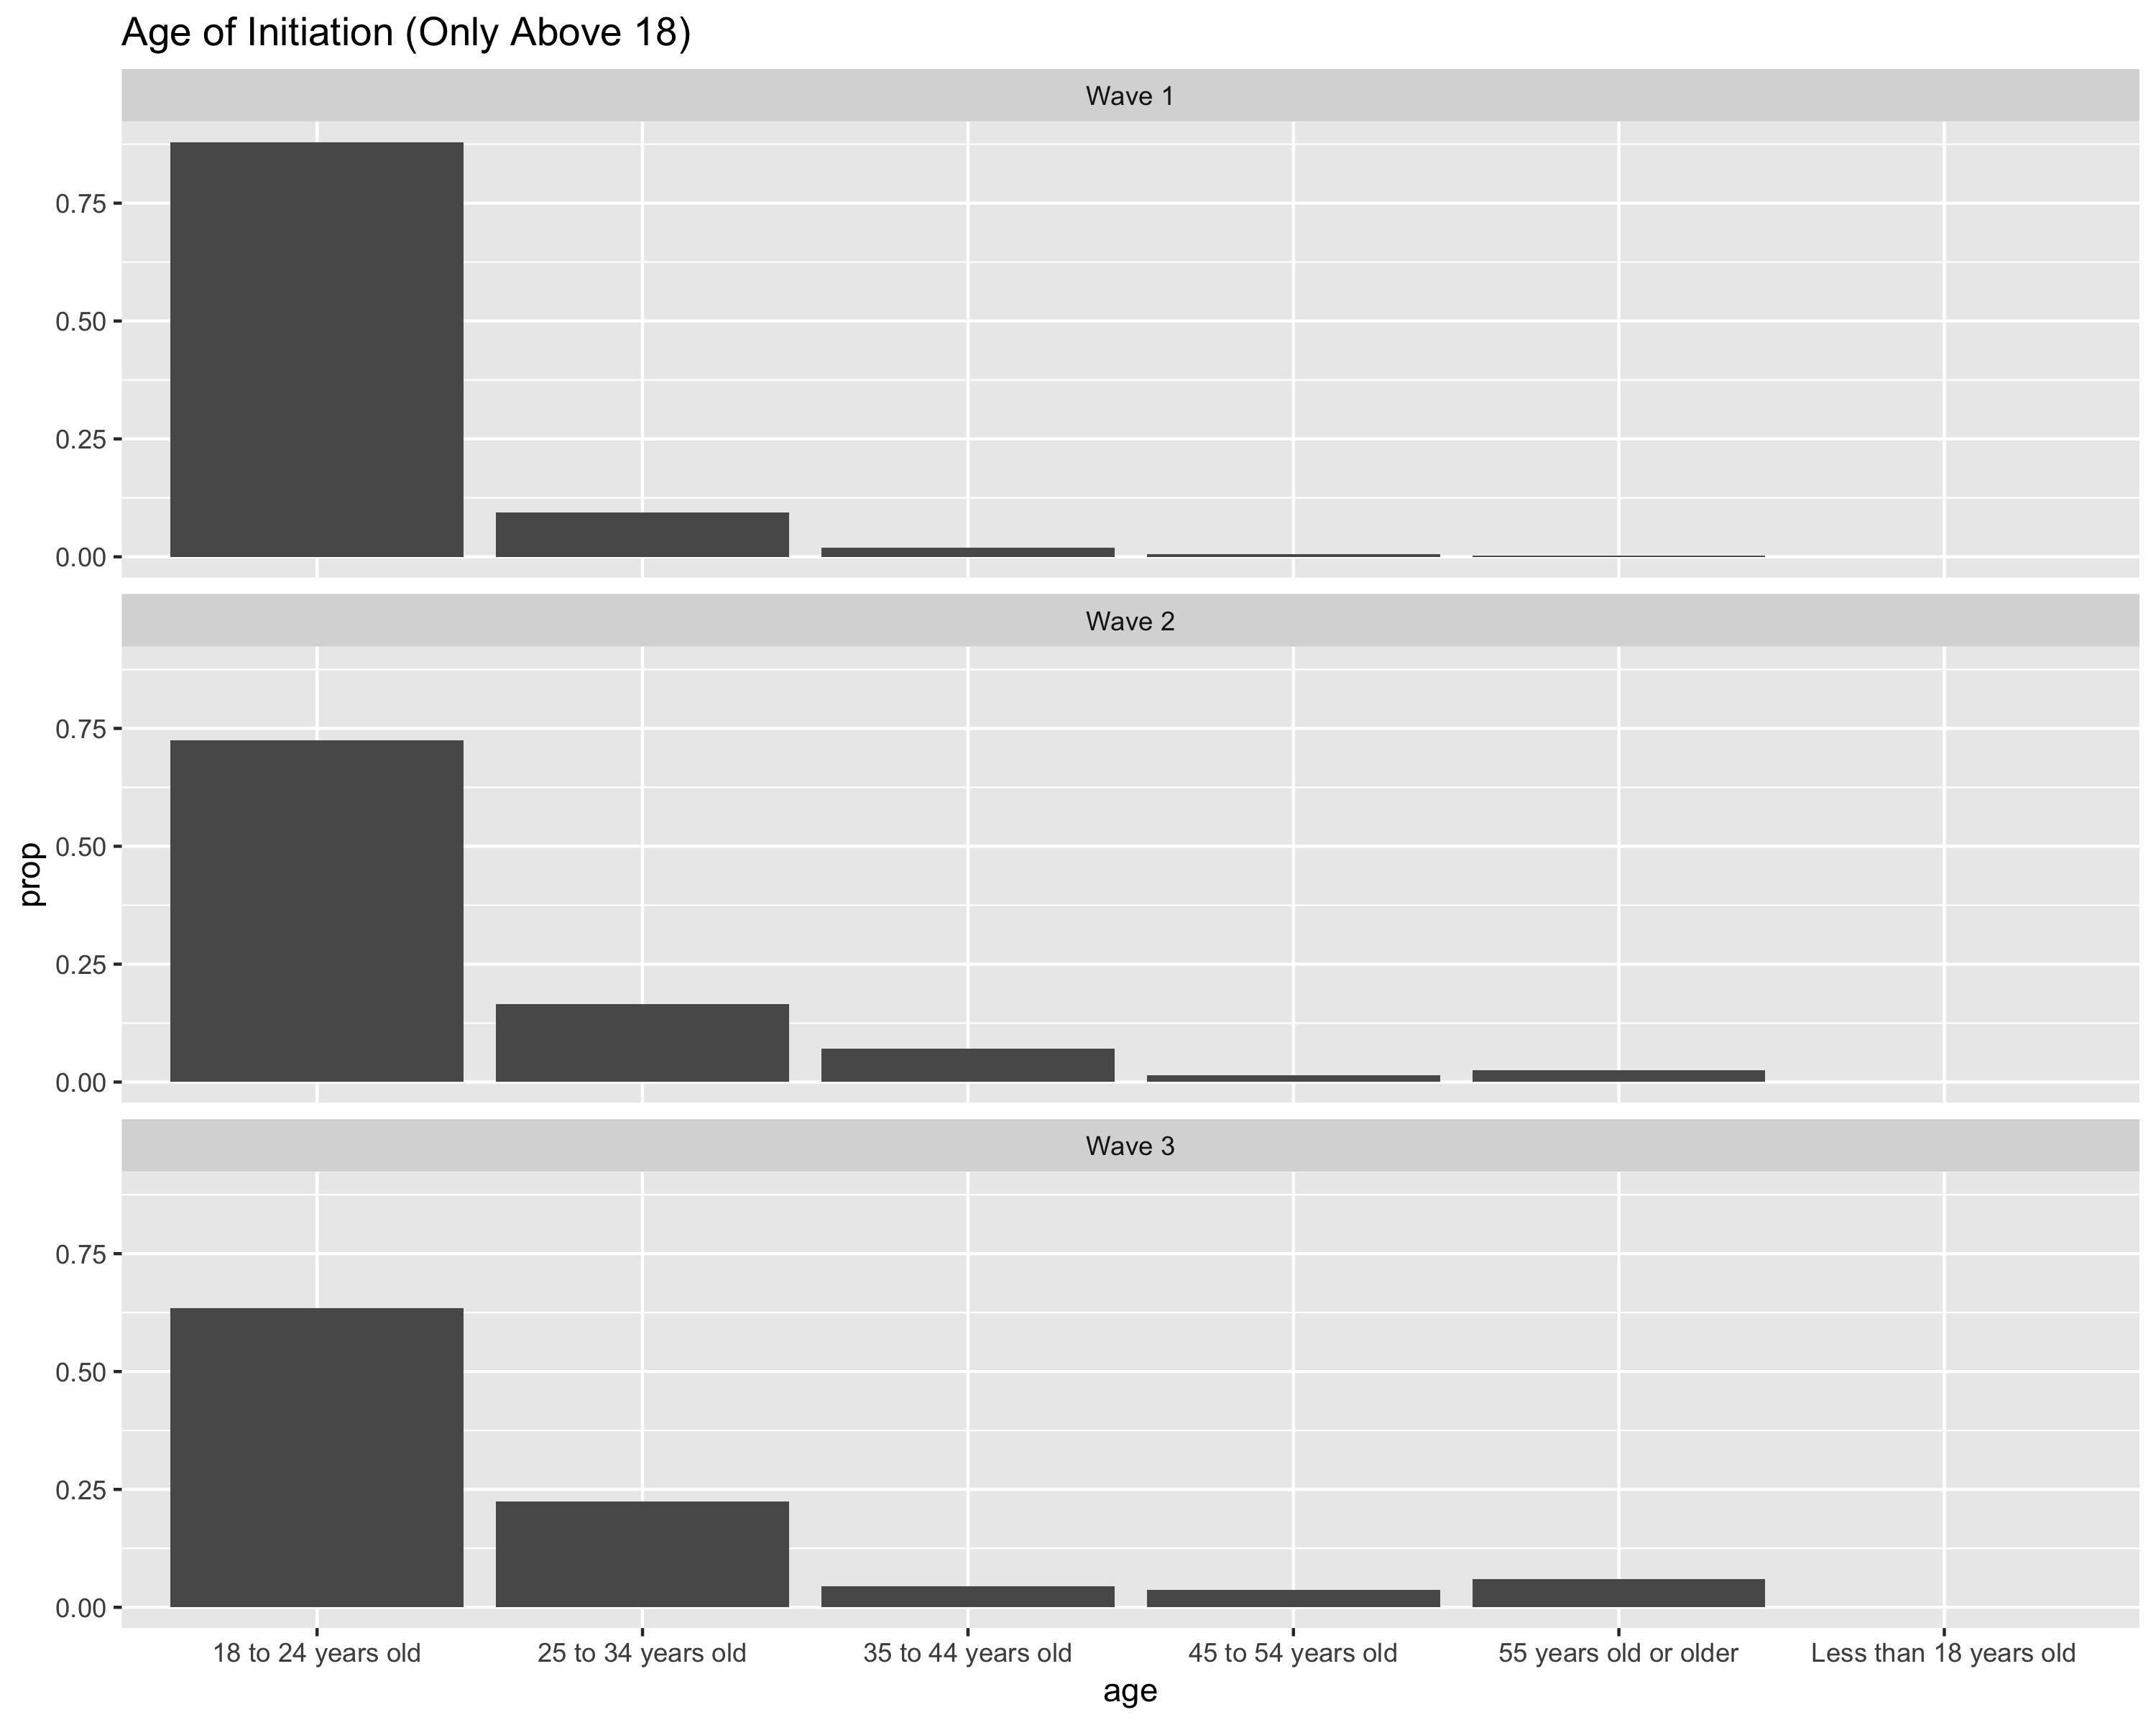 Age of Initiation (Only Above 18)
Wave 1
0.75
0.50
0.25
0.00
Wave 2
0.75
0.50
0.25
0.00
Wave 3
0.75
0.50
0.25
0.00
prop
18 to 24 years old 25 to 34 years old 35 to 44 years old 45 to 54 years old 55 years old or older Less than 18 years old
age